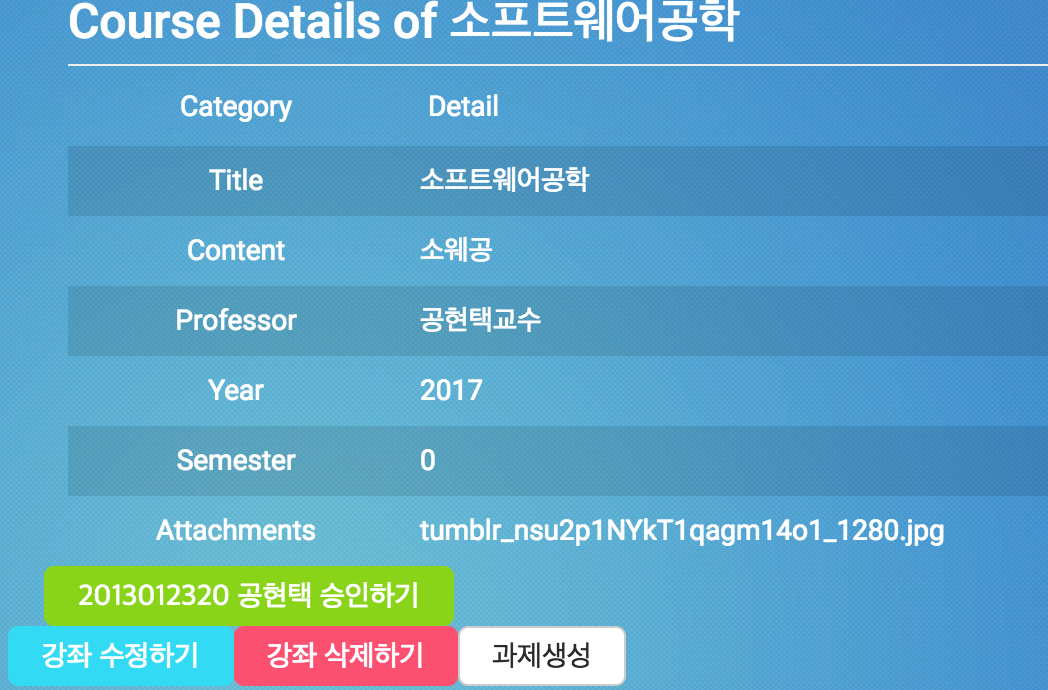 Course Details of 소프트웨어공학
Category Detail
Title 소프트웨어공학
Content 소웨공
Professor 공현택교수
Year 2017
Semester 0
Attachments tumblr_nsu2p1NYkT1qagm14o1_1280.jpg
2013012320 공현택 승인하기
강좌 수정하기 강좌 삭제하기 과제생성